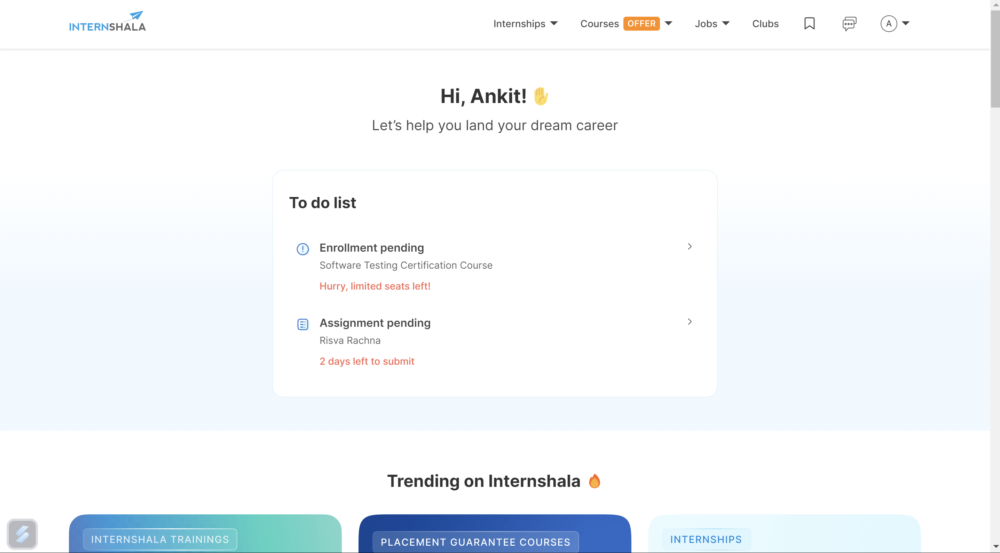 INTERNSHALA
Internships Courses OFFER Jobs Clubs A
Hi, Ankit!
Let’s help you land your dream career
To do list
Enrollment pending
Software Testing Certification Course
Hurry, limited seats left!
Assignment pending
Risva Rachna
2 days left to submit
Trending on Internshala
INTERNSHALA TRAININGS
PLACEMENT GUARANTEE COURSES
INTERNSHIPS